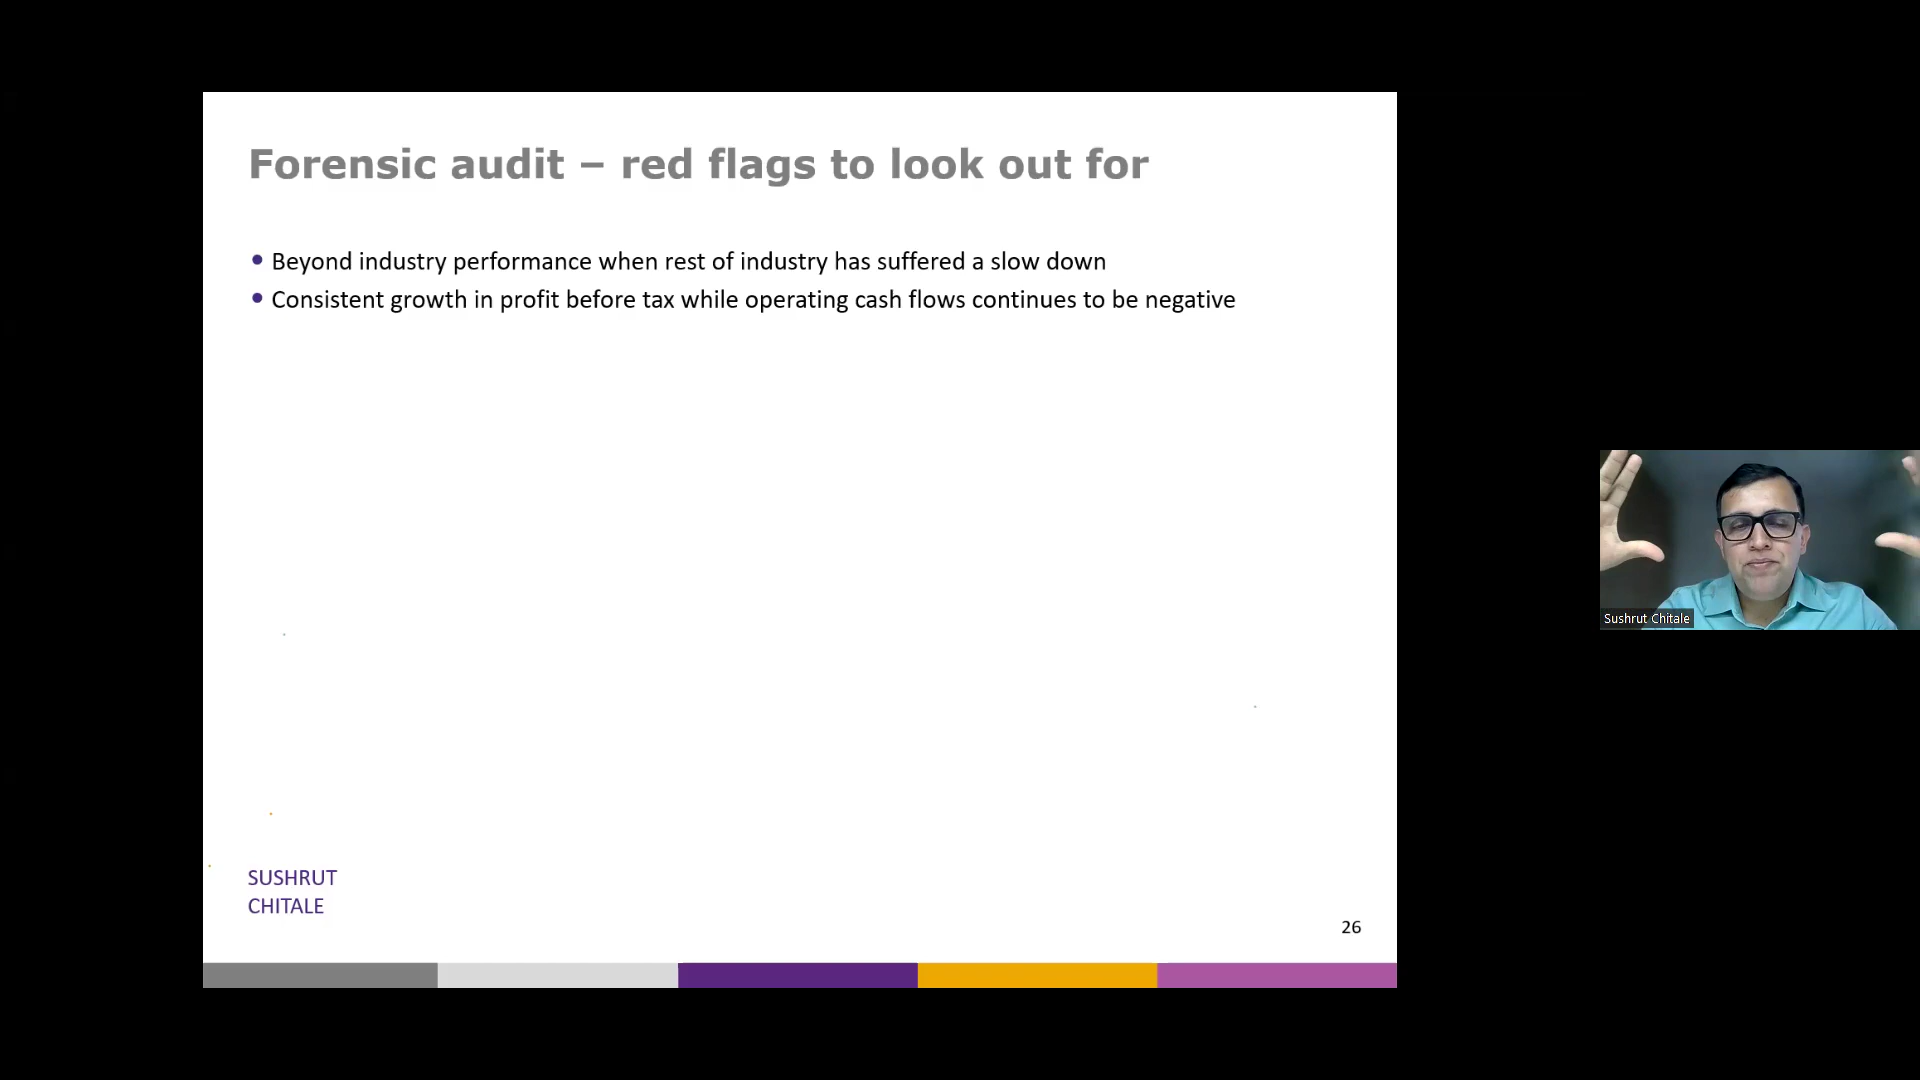 Forensic audit – red flags to look out for
• Beyond industry performance when rest of industry has suffered a slow down
• Consistent growth in profit before tax while operating cash flows continues to be negative
Sushrut Chitale
SUSHRUT
CHITALE
26